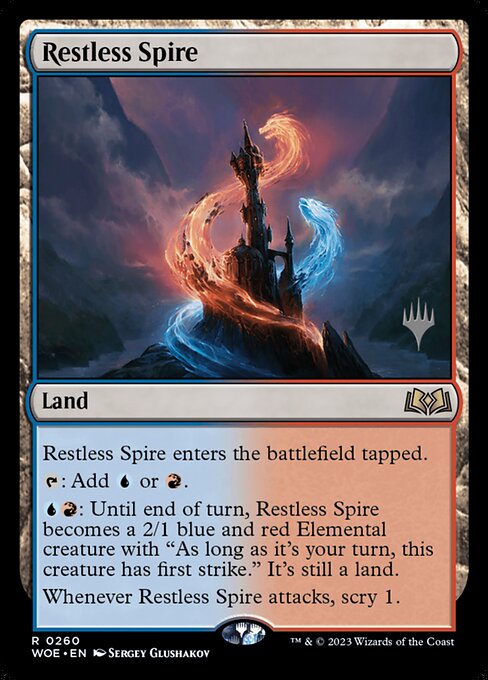 Restless Spire
Land
Restless Spire enters the battlefield tapped.
: Add or .
: Until end of turn, Restless Spire
becomes a 2/1 blue and red Elemental
creature with “As long as it’s your turn, this
creature has first strike.” It’s still a land.
Whenever Restless Spire attacks, scry 1.
R 0260
WOE • EN SERGEY GLUSHAKOV
™ & © 2023 Wizards of the Coast